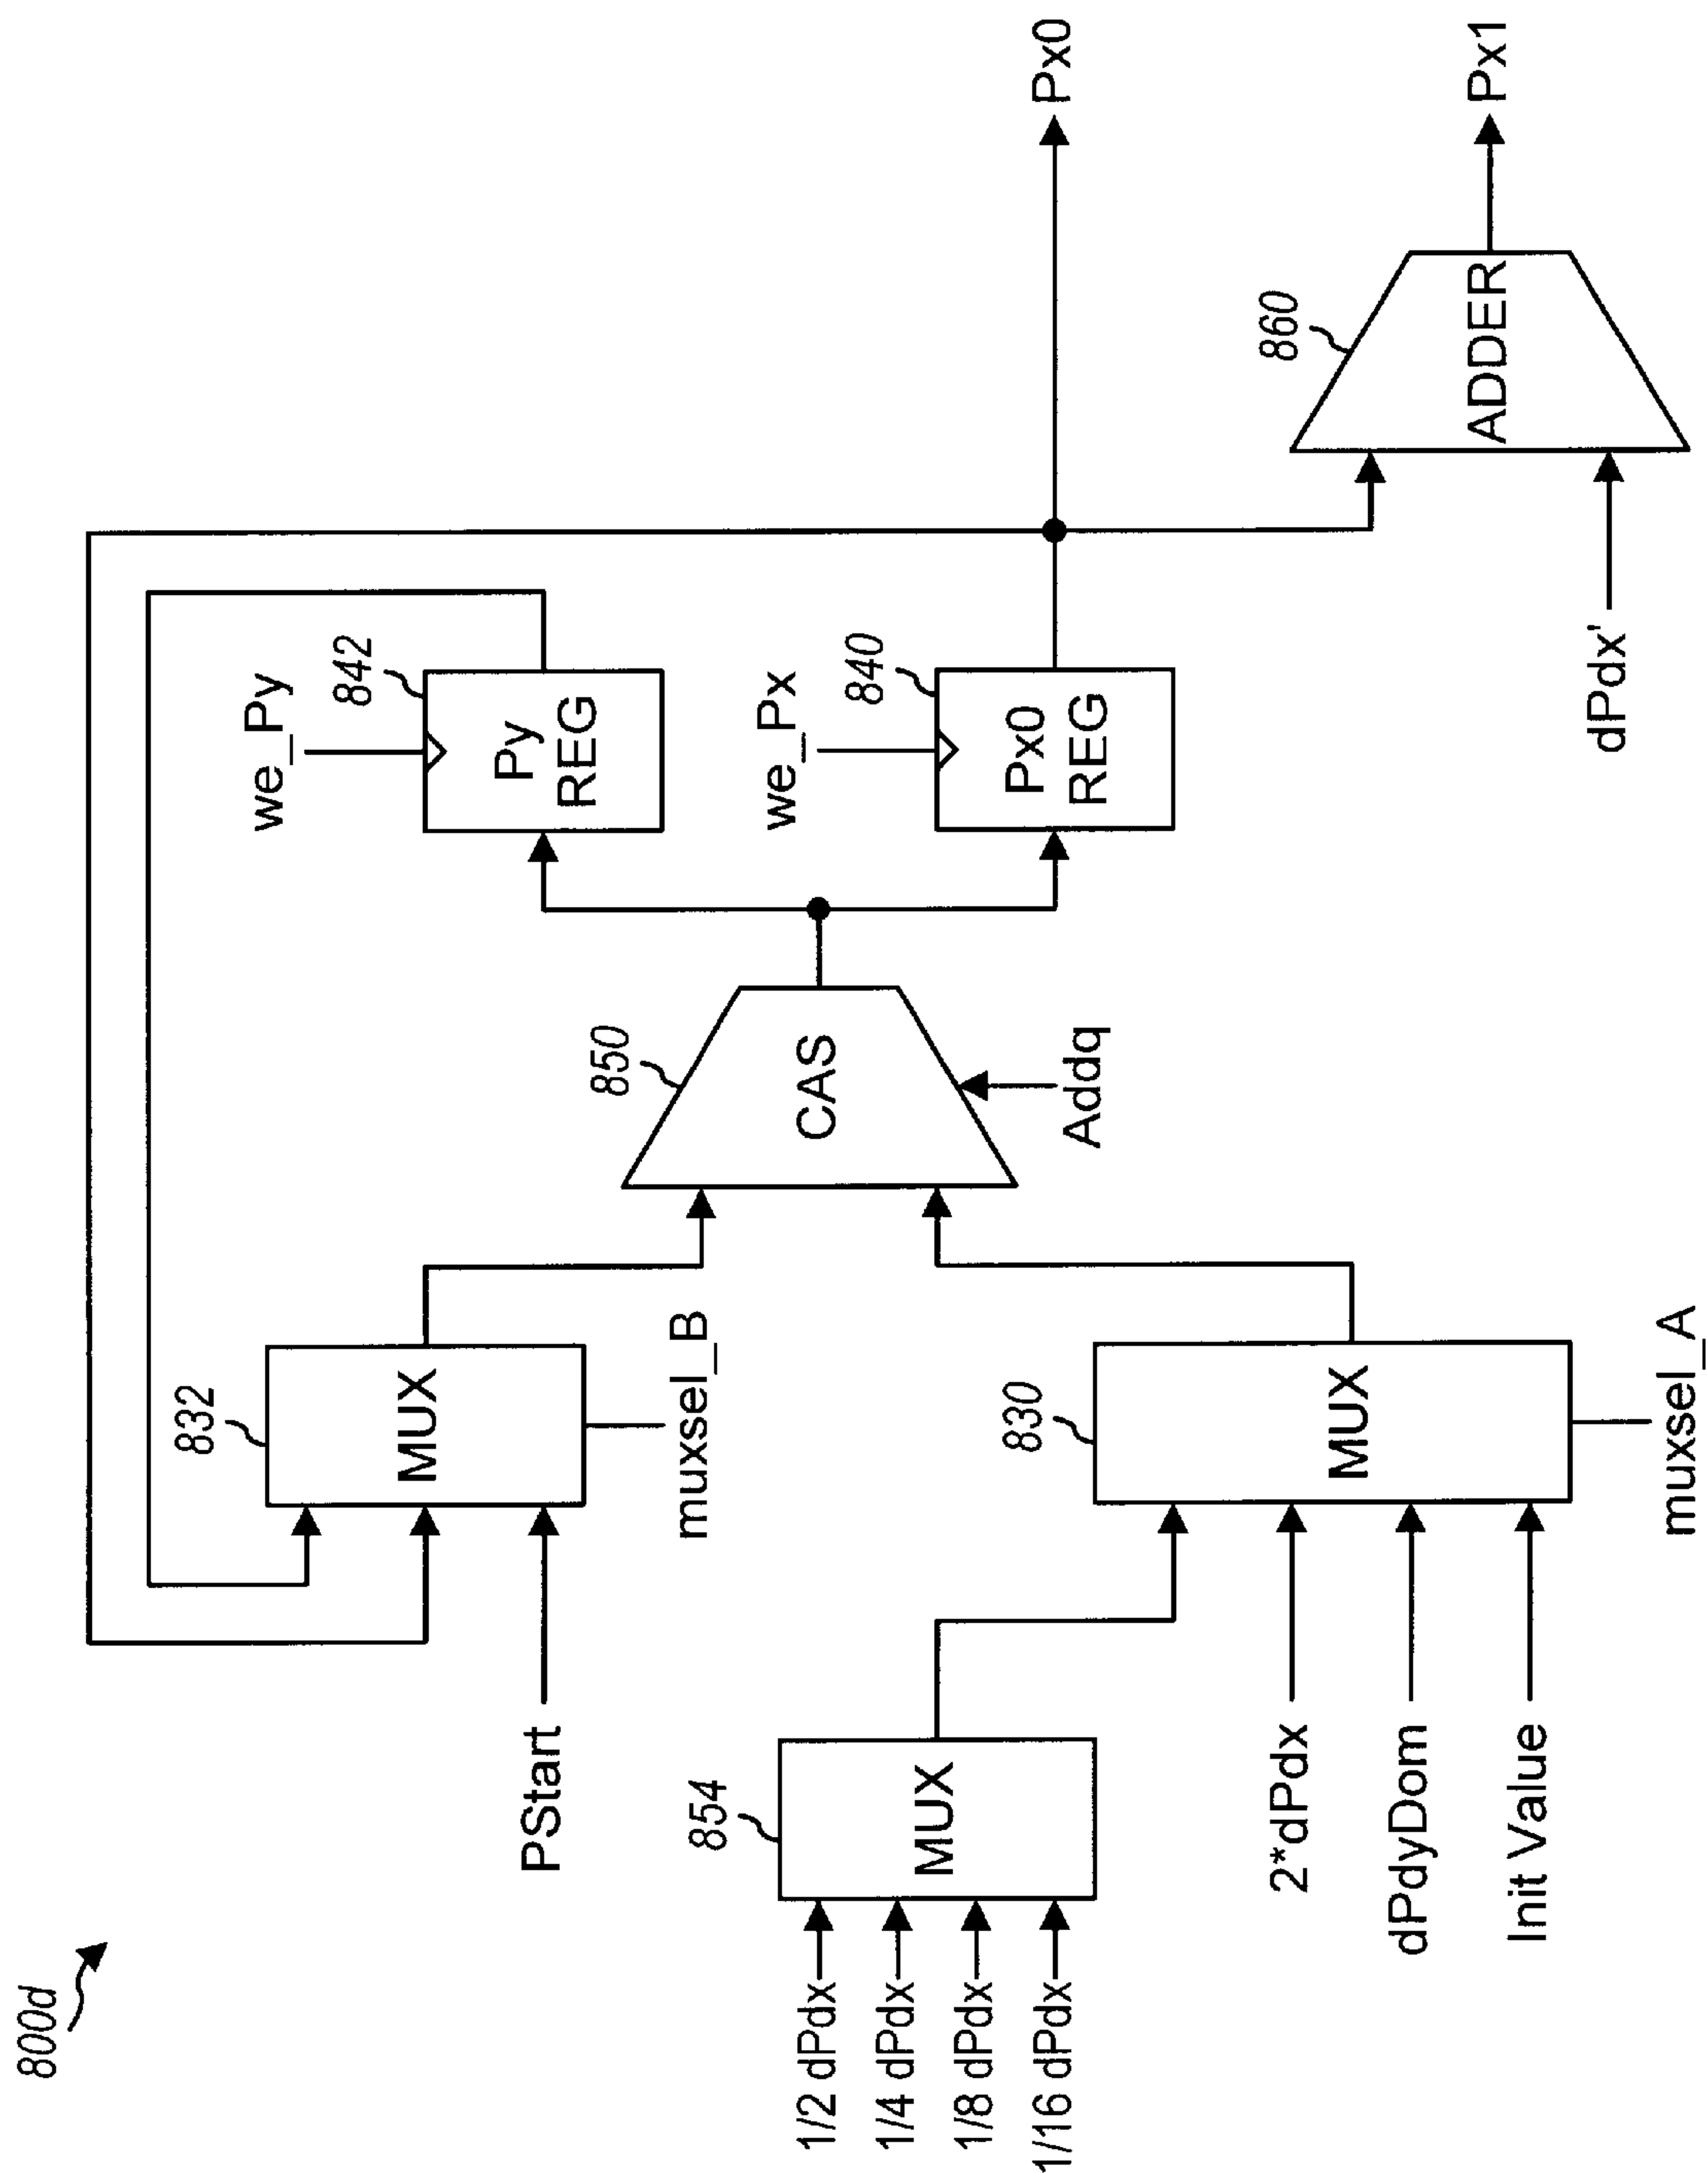 800d
1/2 dPdx
1/4 dPdx
1/8 dPdx
1/16 dPdx
854
MUX
PStart
2*dPdx
dPdyDom
Init Value
832
MUX
muxsel_B
830
MUX
muxsel_A
850
CAS
Addq
we_Py
842
Py
REG
we_Px
840
Px0
REG
dPdx'
860
ADDER
Px0
Px1